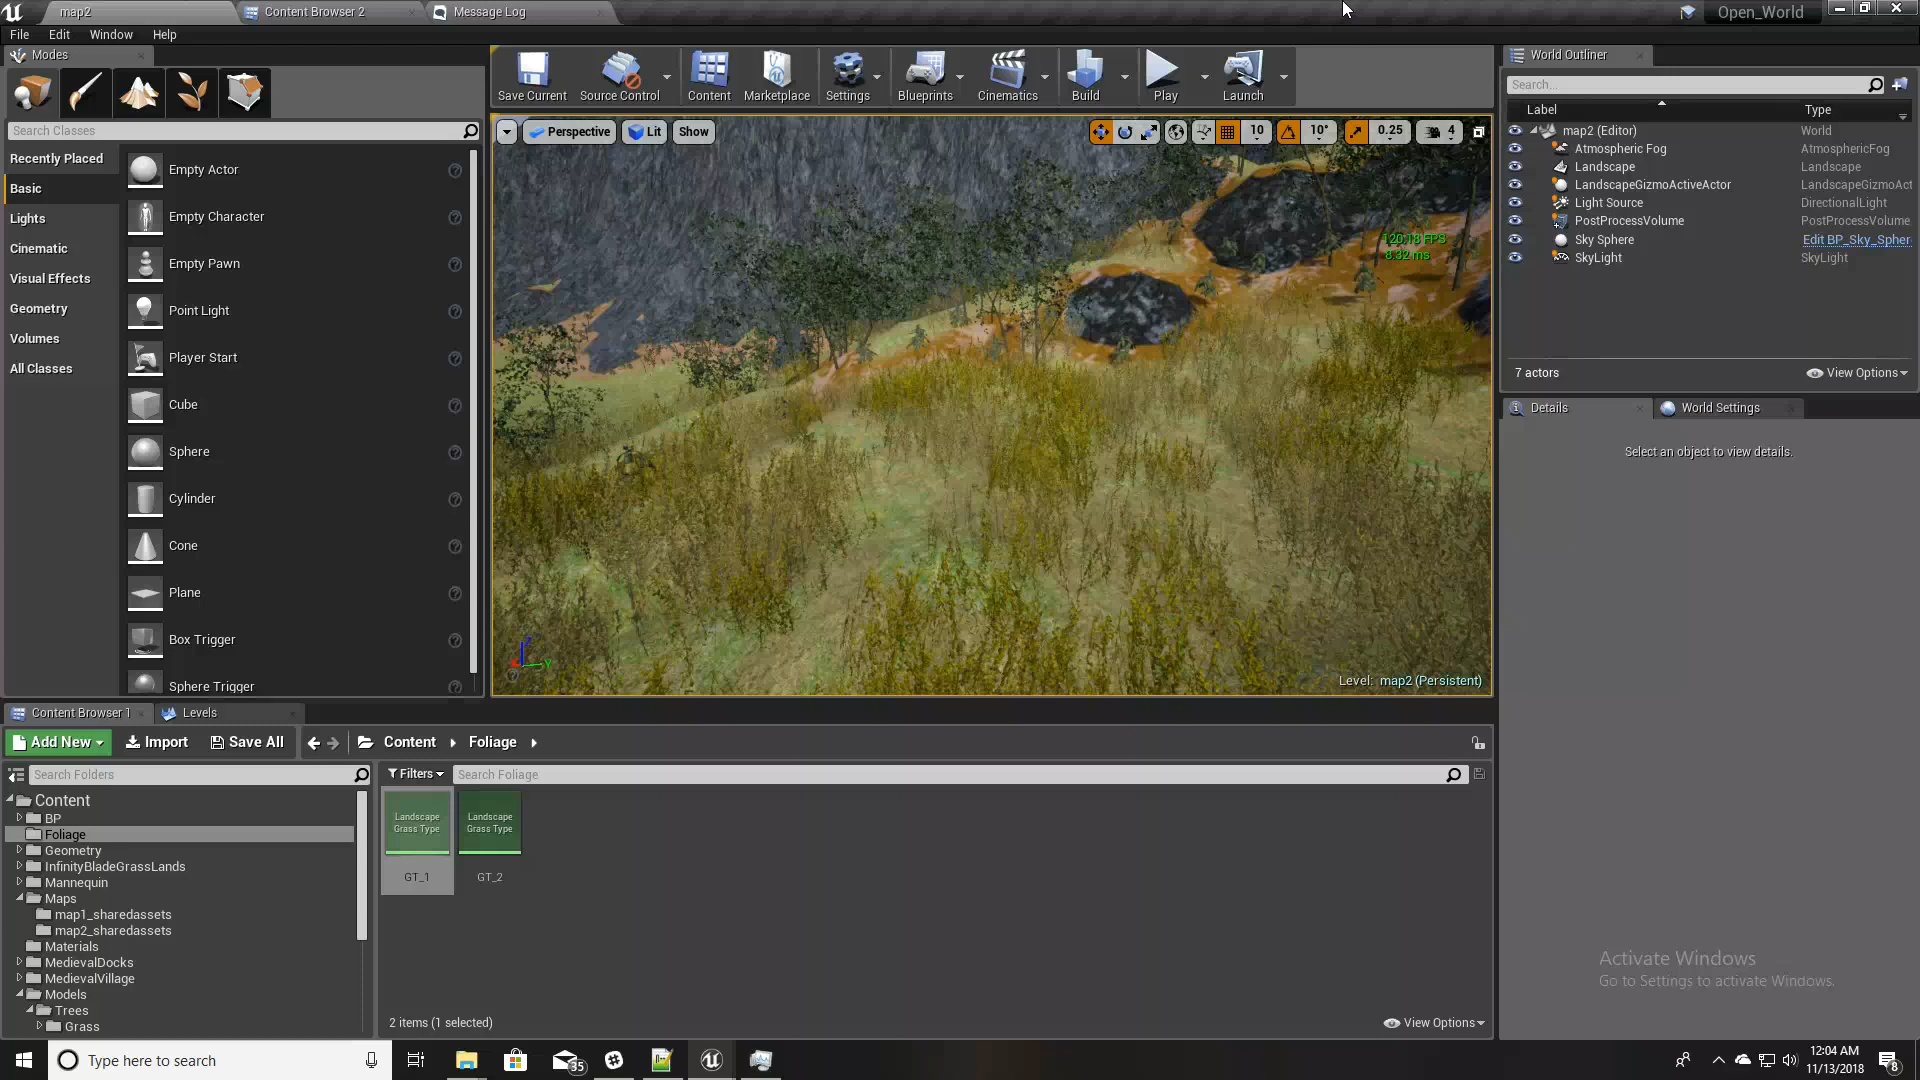 map2
Content Browser 2
Message Log
Open_World
File Edit Window Help
Modes
Search Classes
Recently Placed
Basic
Lights
Cinematic
Visual Effects
Geometry
Volumes
All Classes
Empty Actor
Empty Character
Empty Pawn
Point Light
Player Start
Cube
Sphere
Cylinder
Cone
Plane
Box Trigger
Sphere Trigger
Save Current
Source Control
Content
Marketplace
Settings
Blueprints
Cinematics
Build
Play
Launch
Perspective
Lit
Show
10
10°
0.25
4
120.18 FPS
8.32 ms
Level: map2 (Persistent)
World Outliner
Search...
Label Type
map2 (Editor) World
Atmospheric Fog AtmosphericFog
Landscape Landscape
LandscapeGizmoActiveActor LandscapeGizmoAct
Light Source DirectionalLight
PostProcessVolume PostProcessVolume
Sky Sphere Edit BP_Sky_Spher
SkyLight SkyLight
7 actors
View Options
Details
World Settings
Select an object to view details.
Content Browser 1
Levels
Add New
Import
Save All
Content
Foliage
Search Folders
Content
BP
Foliage
Geometry
InfinityBladeGrassLands
Mannequin
Maps
map1_sharedassets
map2_sharedassets
Materials
MedievalDocks
MedievalVillage
Models
Trees
Grass
Filters
Search Foliage
Landscape
Grass Type
GT_1
Landscape
Grass Type
GT_2
2 items (1 selected)
View Options
Activate Windows
Go to Settings to activate Windows.
Type here to search
35
12:04 AM
11/13/2018
8